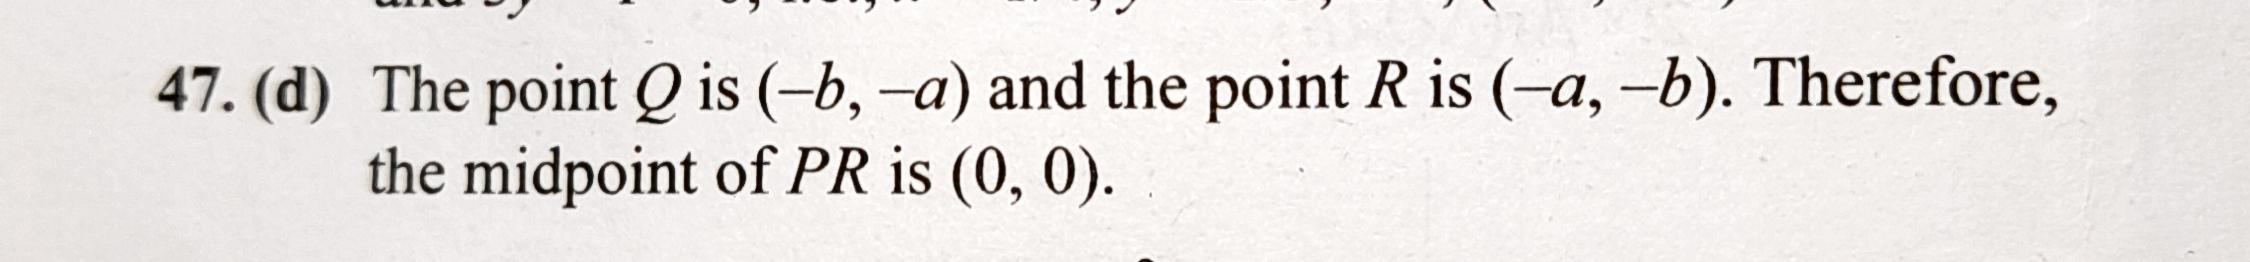 47. (d) The point Q is (–b, –a) and the point R is (–a, –b). Therefore,
the midpoint of PR is (0, 0).